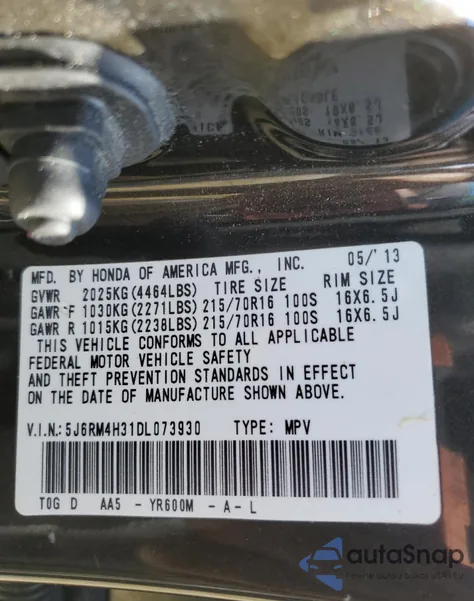 MFD. BY HONDA OF AMERICA MFG., INC. 05/'13
GVWR 2025KG(4464LBS) TIRE SIZE RIM SIZE
GAWR F 1030KG(2271LBS) 215/70R16 100S 16X6.5J
GAWR R 1015KG(2238LBS) 215/70R16 100S 16X6.5J
THIS VEHICLE CONFORMS TO ALL APPLICABLE
FEDERAL MOTOR VEHICLE SAFETY
AND THEFT PREVENTION STANDARDS IN EFFECT
ON THE DATE OF MANUFACTURE SHOWN ABOVE.
V.I.N.: 5J6RM4H31DL073930 TYPE: MPV
T0G D AA5 - YR600M - A - L
autoSnap